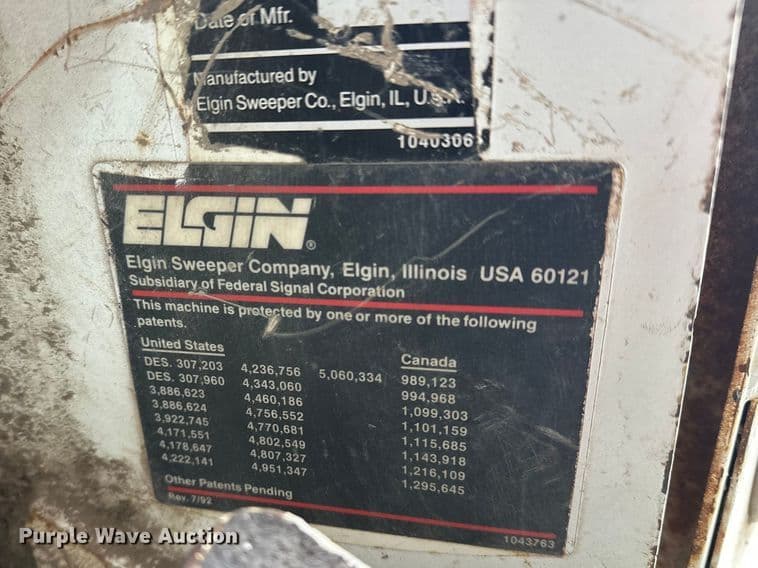 Date of Mfr.
Manufactured by
Elgin Sweeper Co., Elgin, IL, U.S.A.
1040306
ELGIN®
Elgin Sweeper Company, Elgin, Illinois USA 60121
Subsidiary of Federal Signal Corporation
This machine is protected by one or more of the following
patents.
United States
DES. 307,203
DES. 307,960
3,886,623
3,886,624
3,922,745
4,171,551
4,178,647
4,222,141
4,236,756
4,343,060
4,460,186
4,756,552
4,770,681
4,802,549
4,807,327
4,951,347
5,060,334
Canada
989,123
994,968
1,099,303
1,101,159
1,115,685
1,143,918
1,216,109
1,295,645
Other Patents Pending
Rev. 7/92
1043763
Purple Wave Auction